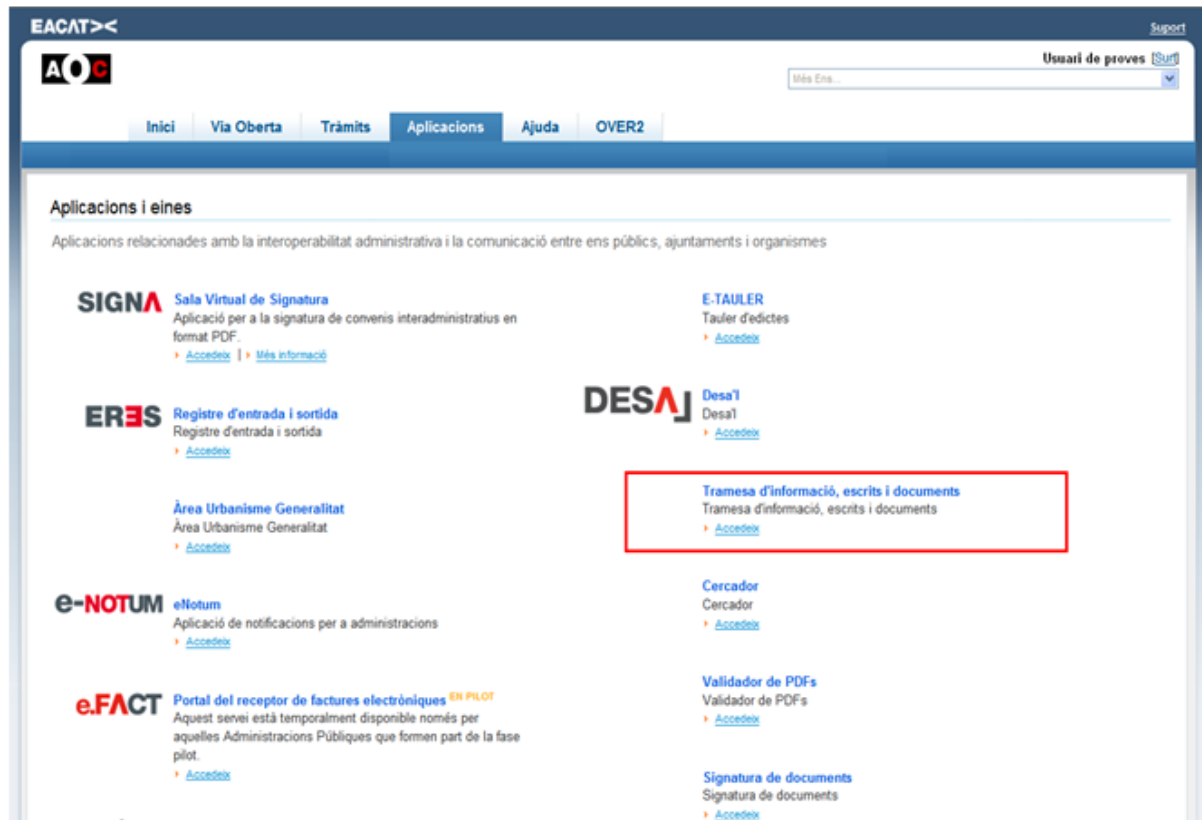 EACAT><
Suport
AOC
Usuari de proves [Surt]
Més Ens...
Inici Via Oberta Tràmits Aplicacions Ajuda OVER2
Aplicacions i eines
Aplicacions relacionades amb la interoperabilitat administrativa i la comunicació entre ens públics, ajuntaments i organismes
SIGNA
Sala Virtual de Signatura
Aplicació per a la signatura de convenis interadministratius en
format PDF.
Accedeix | Més informació
ERES
Registre d'entrada i sortida
Registre d'entrada i sortida
Accedeix
Àrea Urbanisme Generalitat
Àrea Urbanisme Generalitat
Accedeix
e-NOTUM
eNotum
Aplicació de notificacions per a administracions
Accedeix
e.FACT
Portal del receptor de factures electròniques EN PILOT
Aquest servei està temporalment disponible només per
aquelles Administracions Públiques que formen part de la fase
pilot.
Accedeix
E-TAULER
Tauler d'edictes
Accedeix
DESAL
Desa'l
Desa'l
Accedeix
Tramesa d'informació, escrits i documents
Tramesa d'informació, escrits i documents
Accedeix
Cercador
Cercador
Accedeix
Validador de PDFs
Validador de PDFs
Accedeix
Signatura de documents
Signatura de documents
Accedeix